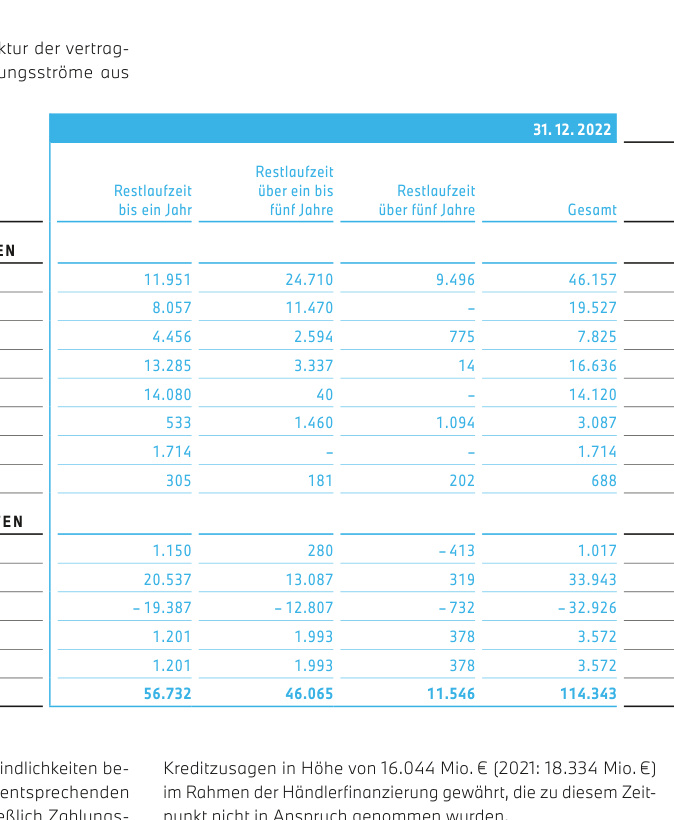 ktur der vertrag-
ungsströme aus
31. 12. 2022
Restlaufzeit bis ein Jahr Restlaufzeit über ein bis fünf Jahre Restlaufzeit über fünf Jahre Gesamt
EN
11.951 24.710 9.496 46.157
8.057 11.470 – 19.527
4.456 2.594 775 7.825
13.285 3.337 14 16.636
14.080 40 – 14.120
533 1.460 1.094 3.087
1.714 – – 1.714
305 181 202 688
TEN
1.150 280 – 413 1.017
20.537 13.087 319 33.943
– 19.387 – 12.807 – 732 – 32.926
1.201 1.993 378 3.572
1.201 1.993 378 3.572
56.732 46.065 11.546 114.343
indlichkeiten be-
entsprechenden
eßlich Zahlungs-
Kreditzusagen in Höhe von 16.044 Mio. € (2021: 18.334 Mio. €)
im Rahmen der Händlerfinanzierung gewährt, die zu diesem Zeit-
punkt nicht in Anspruch genommen wurden.